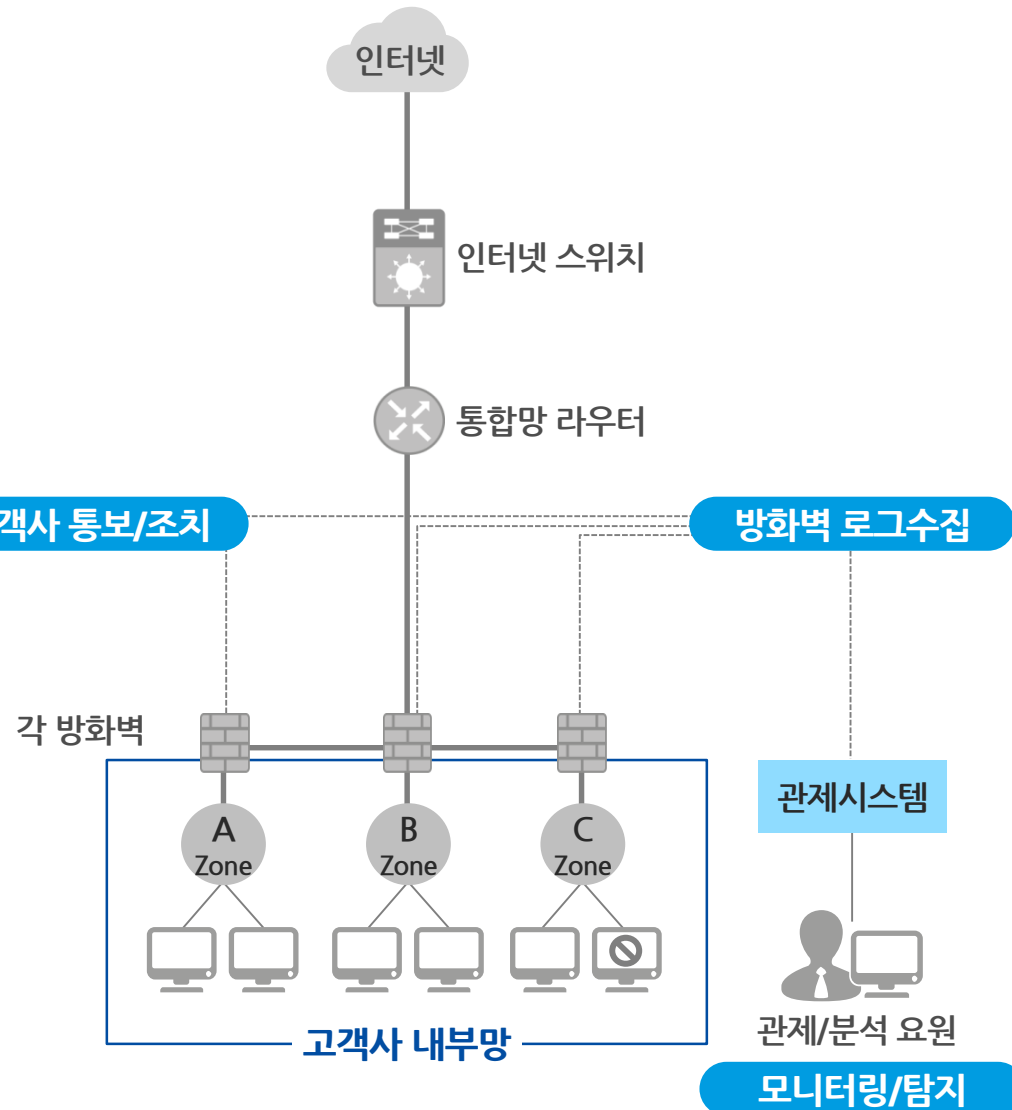 인터넷
인터넷 스위치
통합망 라우터
객사 통보/조치
방화벽 로그수집
각 방화벽
관제시스템
A
Zone
B
Zone
C
Zone
고객사 내부망
관제/분석 요원
모니터링/탐지